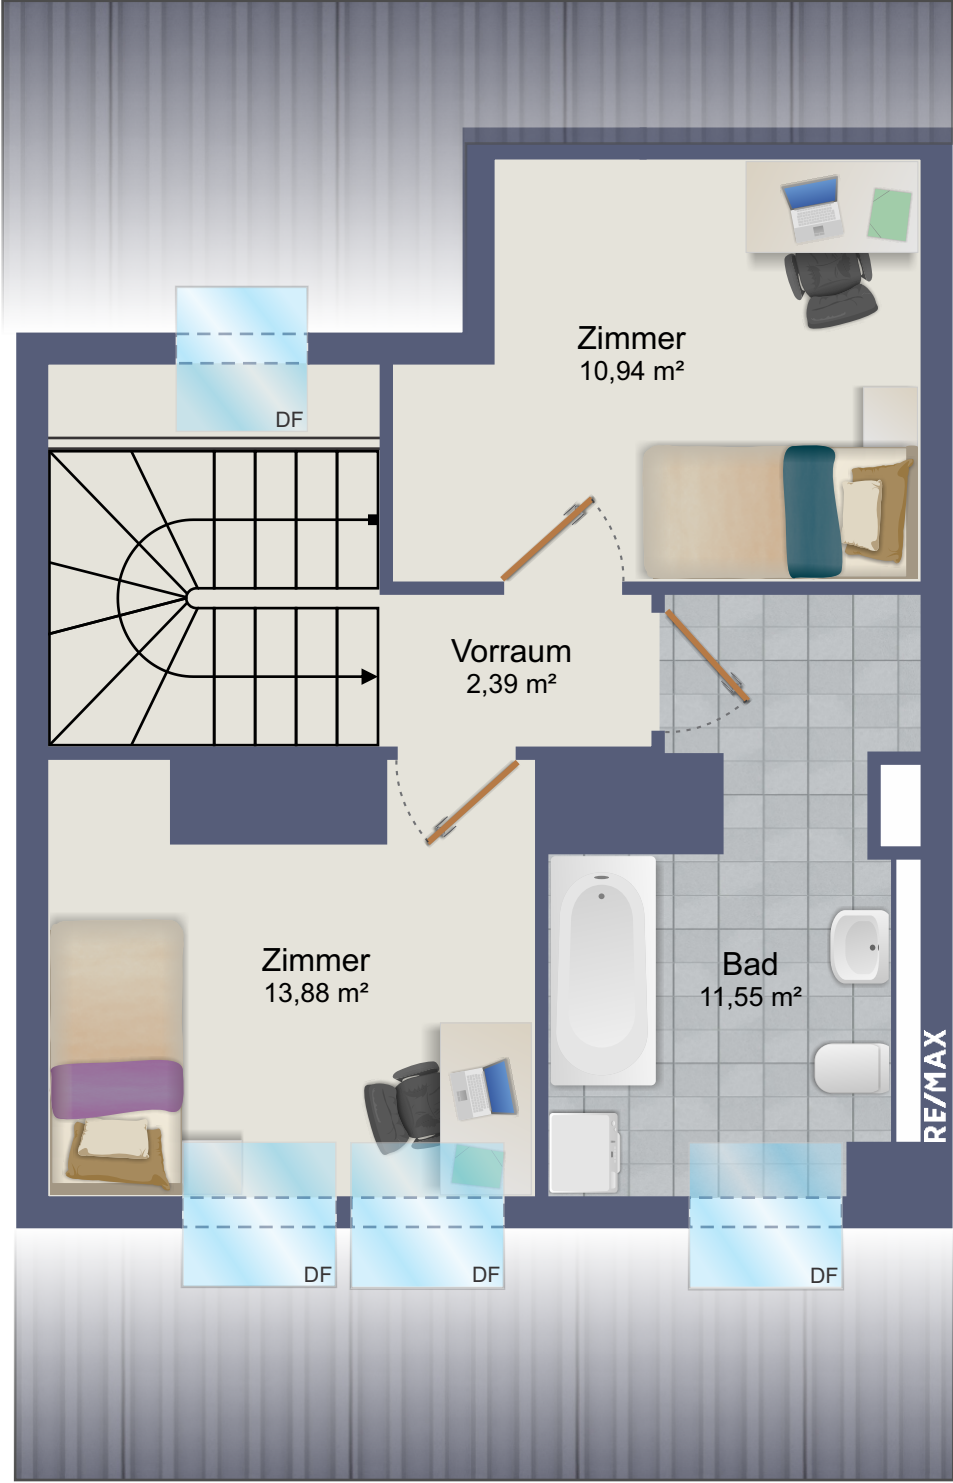 Zimmer
10,94 m²
DF
Vorraum
2,39 m²
Zimmer
13,88 m²
Bad
11,55 m²
RE/MAX
DF
DF
DF